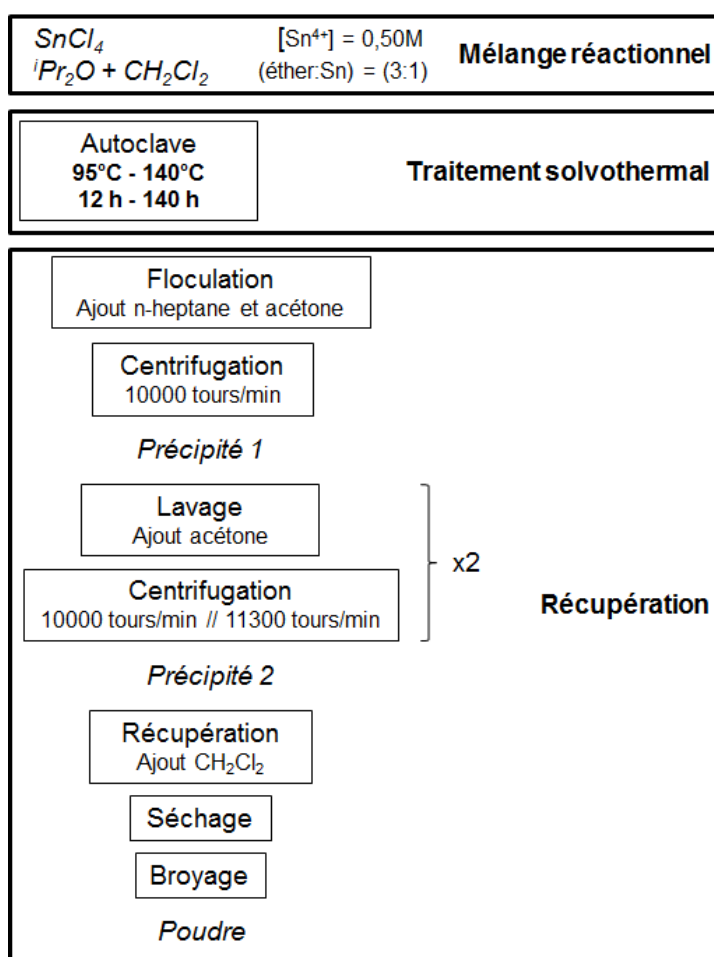 SnCl₄ [Sn⁴⁺] = 0,50M Mélange réactionnel
ⁱPr₂O + CH₂Cl₂ (éther:Sn) = (3:1)
Autoclave
95°C - 140°C
12 h - 140 h
Traitement solvothermal
Floculation
Ajout n-heptane et acétone
Centrifugation
10000 tours/min
Précipité 1
Lavage
Ajout acétone
x2
Centrifugation
10000 tours/min // 11300 tours/min
Récupération
Précipité 2
Récupération
Ajout CH₂Cl₂
Séchage
Broyage
Poudre